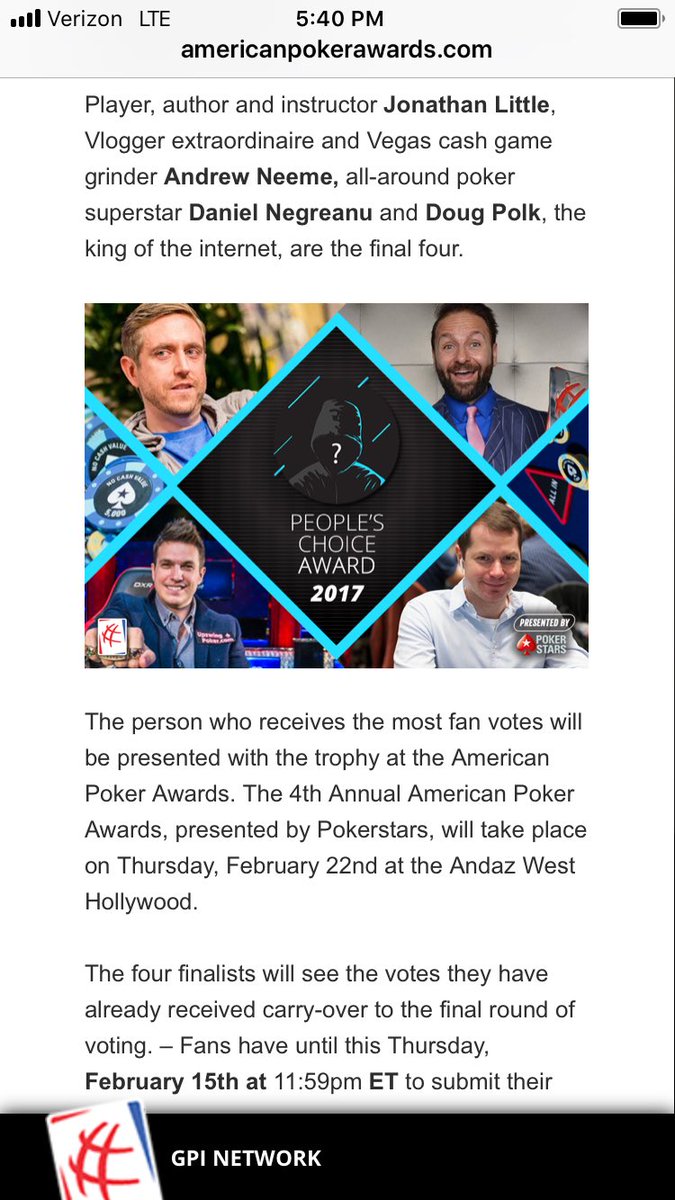 Verizon LTE 5:40 PM
americanpokerawards.com
Player, author and instructor Jonathan Little,
Vlogger extraordinaire and Vegas cash game
grinder Andrew Neeme, all-around poker
superstar Daniel Negreanu and Doug Polk, the
king of the internet, are the final four.
NO CASH VALUE
NO CASH VALUE
5,000
ALL IN
?
PEOPLE'S
CHOICE
AWARD
2017
DXR
Upswing
Poker.com
PRESENTED BY
POKER
STARS
The person who receives the most fan votes will
be presented with the trophy at the American
Poker Awards. The 4th Annual American Poker
Awards, presented by Pokerstars, will take place
on Thursday, February 22nd at the Andaz West
Hollywood.
The four finalists will see the votes they have
already received carry-over to the final round of
voting. – Fans have until this Thursday,
February 15th at 11:59pm ET to submit their
GPI NETWORK